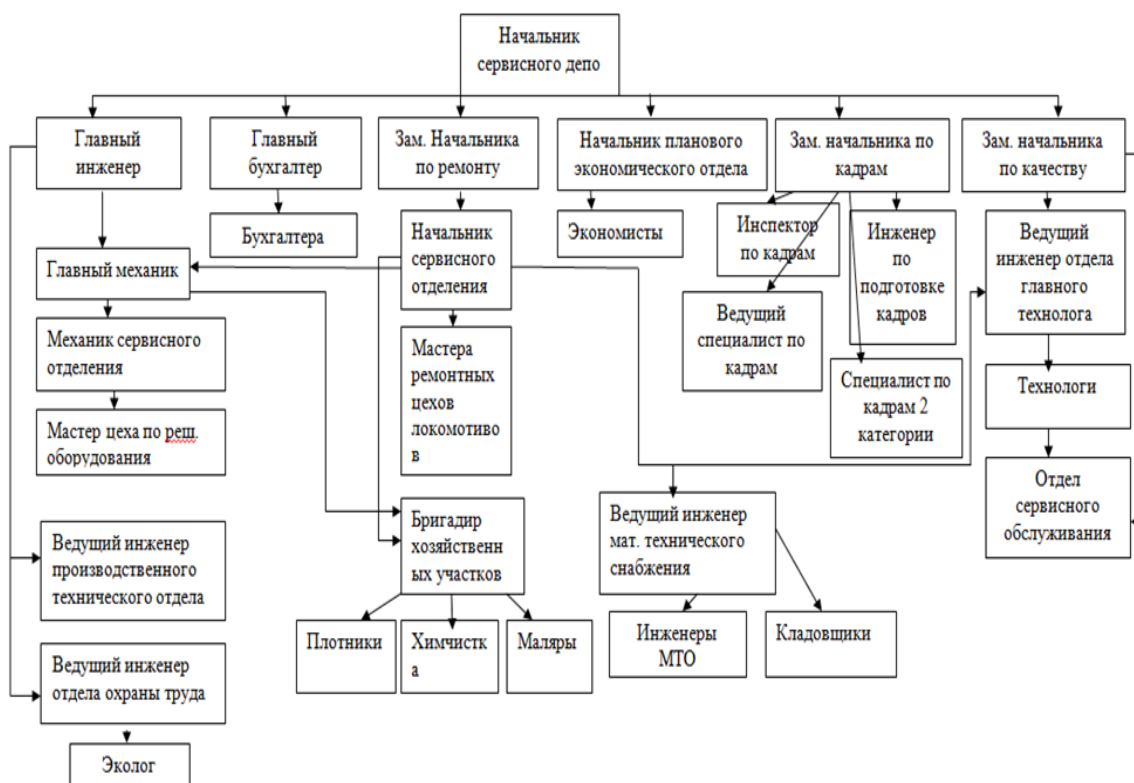 Начальник
сервисного депо
Главный
инженер
Главный
бухгалтер
Зам. Начальника
по ремонту
Начальник планового
экономического отдела
Зам. начальника по
кадрам
Зам. начальника
по качеству
Бухгалтера
Начальник
сервисного
отделения
Экономисты
Инспектор
по кадрам
Инженер
по
подготовке
кадров
Ведущий
инженер отдела
главного
технолога
Главный механик
Механик сервисного
отделения
Мастер цеха по рещ.
оборудования
Мастера
ремонтных
цехов
локомотиво
в
Ведущий
специалист по
кадрам
Специалист по
кадрам 2
категории
Технологи
Отдел
сервисного
обслуживания
Ведущий инженер
производственного
технического отдела
Бригадир
хозяйственн
ых участков
Ведущий инженер
мат. технического
снабжения
Плотники
Химчистк
а
Маляры
Инженеры
МТО
Кладовщики
Ведущий инженер
отдела охраны труда
Эколог